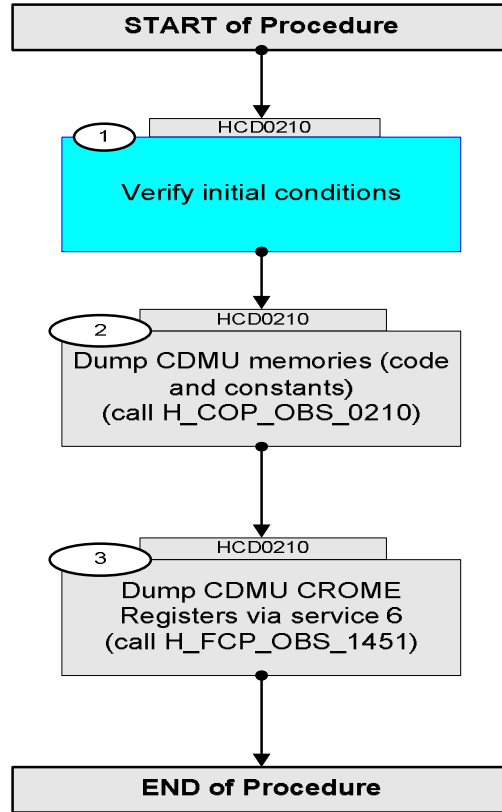 START of Procedure
HCD0210
1
Verify initial conditions
HCD0210
2
Dump CDMU memories (code
and constants)
(call H_COP_OBS_0210)
HCD0210
3
Dump CDMU CROME
Registers via service 6
(call H_FCP_OBS_1451)
END of Procedure